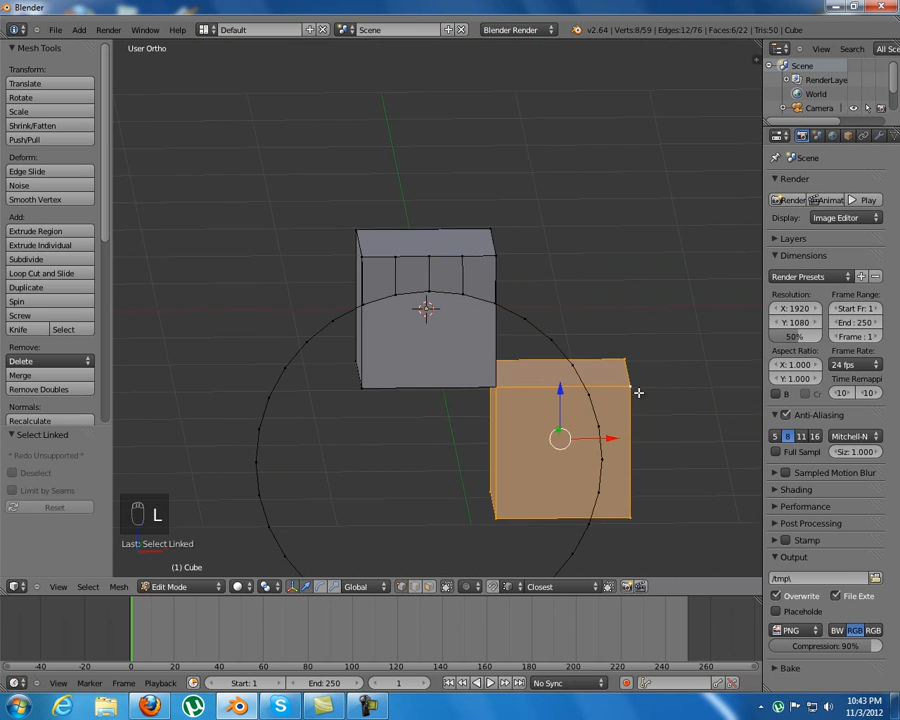 Blender
File Add Render Window Help Default Scene Blender Render v2.64 | Verts:8/59 | Edges:12/76 | Faces:6/22 | Tris:50 | Cube
Mesh Tools
Transform:
Translate
Rotate
Scale
Shrink/Fatten
Push/Pull
Deform:
Edge Slide
Noise
Smooth Vertex
Add:
Extrude Region
Extrude Individual
Subdivide
Loop Cut and Slide
Duplicate
Spin
Screw
Knife Select
Remove:
Delete
Merge
Remove Doubles
Normals:
Recalculate
Select Linked
* Redo Unsupported *
Deselect
Limit by Seams
Reset
User Ortho
L
Last: Select Linked
(1) Cube
View Select Mesh Edit Mode Global Closest
-40 -20 0 20 40 60 80 100 120 140 160 180 200 220 240 260
View Marker Frame Playback Start: 1 End: 250 1 No Sync
View Search All Sce
Scene
RenderLaye
World
Camera
Scene
Render
Render Animat Play
Display: Image Editor
Layers
Dimensions
Render Presets
Resolution: Frame Range:
X: 1920 Start Fr: 1
Y: 1080 End : 250
50% Frame : 1
Aspect Ratio: Frame Rate:
X: 1.000 24 fps
Y: 1.000 Time Remappi
B Cr 10 10
Anti-Aliasing
5 8 11 16 Mitchell-N
Full Sampl Siz: 1.000
Sampled Motion Blur
Shading
Performance
Post Processing
Stamp
Output
/tmp\
Overwrite File Exte
Placeholde
PNG BW RGB RGB
Compression: 90%
Bake
10:43 PM
11/3/2012